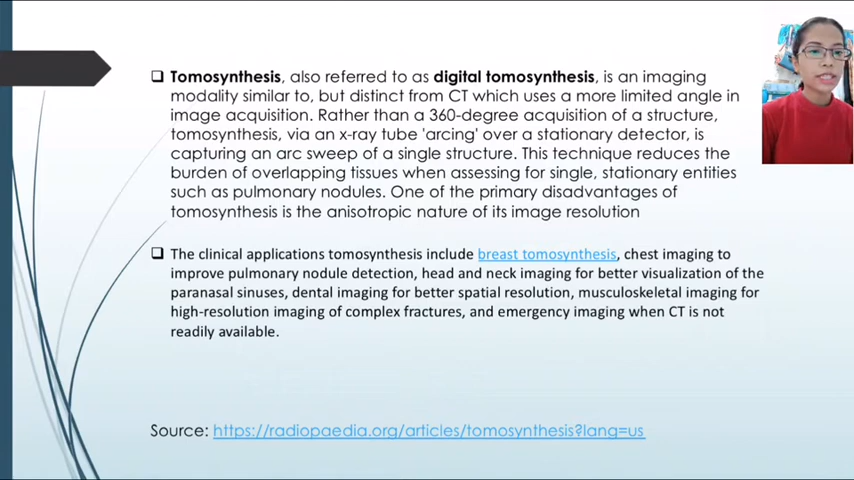 Tomosynthesis, also referred to as digital tomosynthesis, is an imaging
modality similar to, but distinct from CT which uses a more limited angle in
image acquisition. Rather than a 360-degree acquisition of a structure,
tomosynthesis, via an x-ray tube 'arcing' over a stationary detector, is
capturing an arc sweep of a single structure. This technique reduces the
burden of overlapping tissues when assessing for single, stationary entities
such as pulmonary nodules. One of the primary disadvantages of
tomosynthesis is the anisotropic nature of its image resolution
The clinical applications tomosynthesis include breast tomosynthesis, chest imaging to
improve pulmonary nodule detection, head and neck imaging for better visualization of the
paranasal sinuses, dental imaging for better spatial resolution, musculoskeletal imaging for
high-resolution imaging of complex fractures, and emergency imaging when CT is not
readily available.
Source: https://radiopaedia.org/articles/tomosynthesis?lang=us